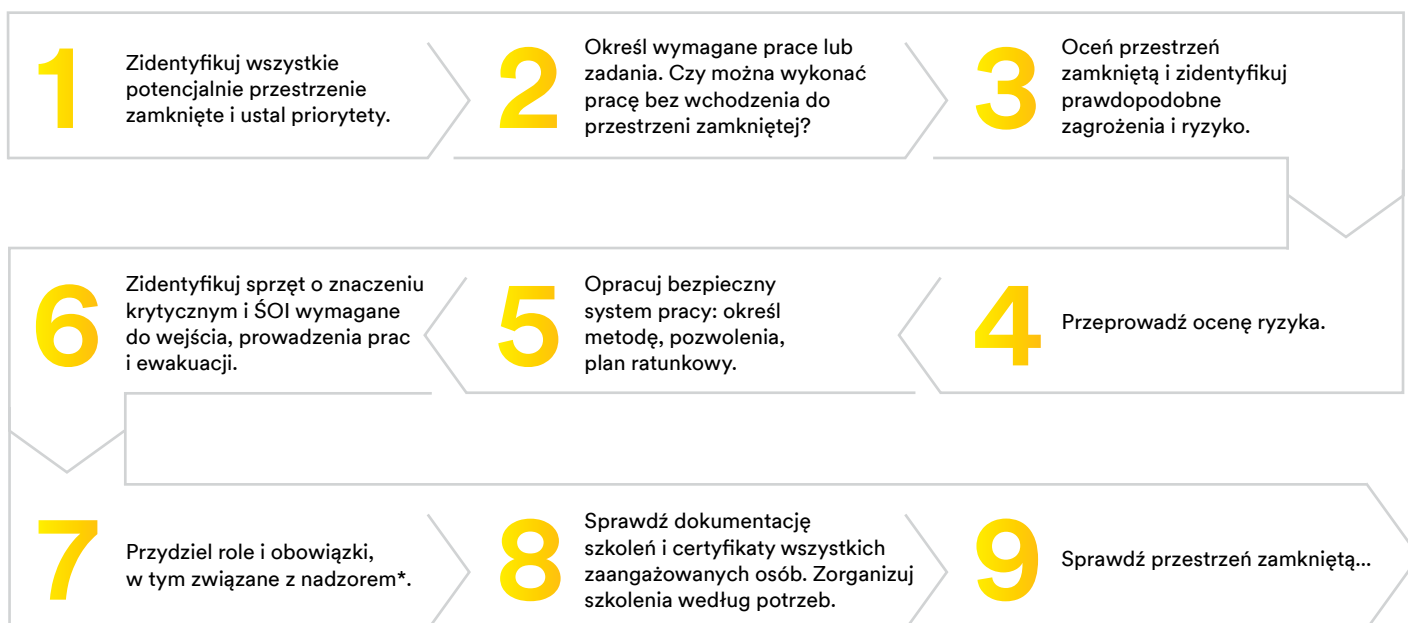 1
Zidentyfikuj wszystkie
potencjalnie przestrzenie
zamknięte i ustal priorytety.
2
Określ wymagane prace lub
zadania. Czy można wykonać
pracę bez wchodzenia do
przestrzeni zamkniętej?
3
Oceń przestrzeń
zamkniętą i zidentyfikuj
prawdopodobne
zagrożenia i ryzyko.
4
Przeprowadź ocenę ryzyka.
5
Opracuj bezpieczny
system pracy: określ
metodę, pozwolenia,
plan ratunkowy.
6
Zidentyfikuj sprzęt o znaczeniu
krytycznym i ŚOI wymagane
do wejścia, prowadzenia prac
i ewakuacji.
7
Przydziel role i obowiązki,
w tym związane z nadzorem*.
8
Sprawdź dokumentację
szkoleń i certyfikaty wszystkich
zaangażowanych osób. Zorganizuj
szkolenia według potrzeb.
9
Sprawdź przestrzeń zamkniętą...